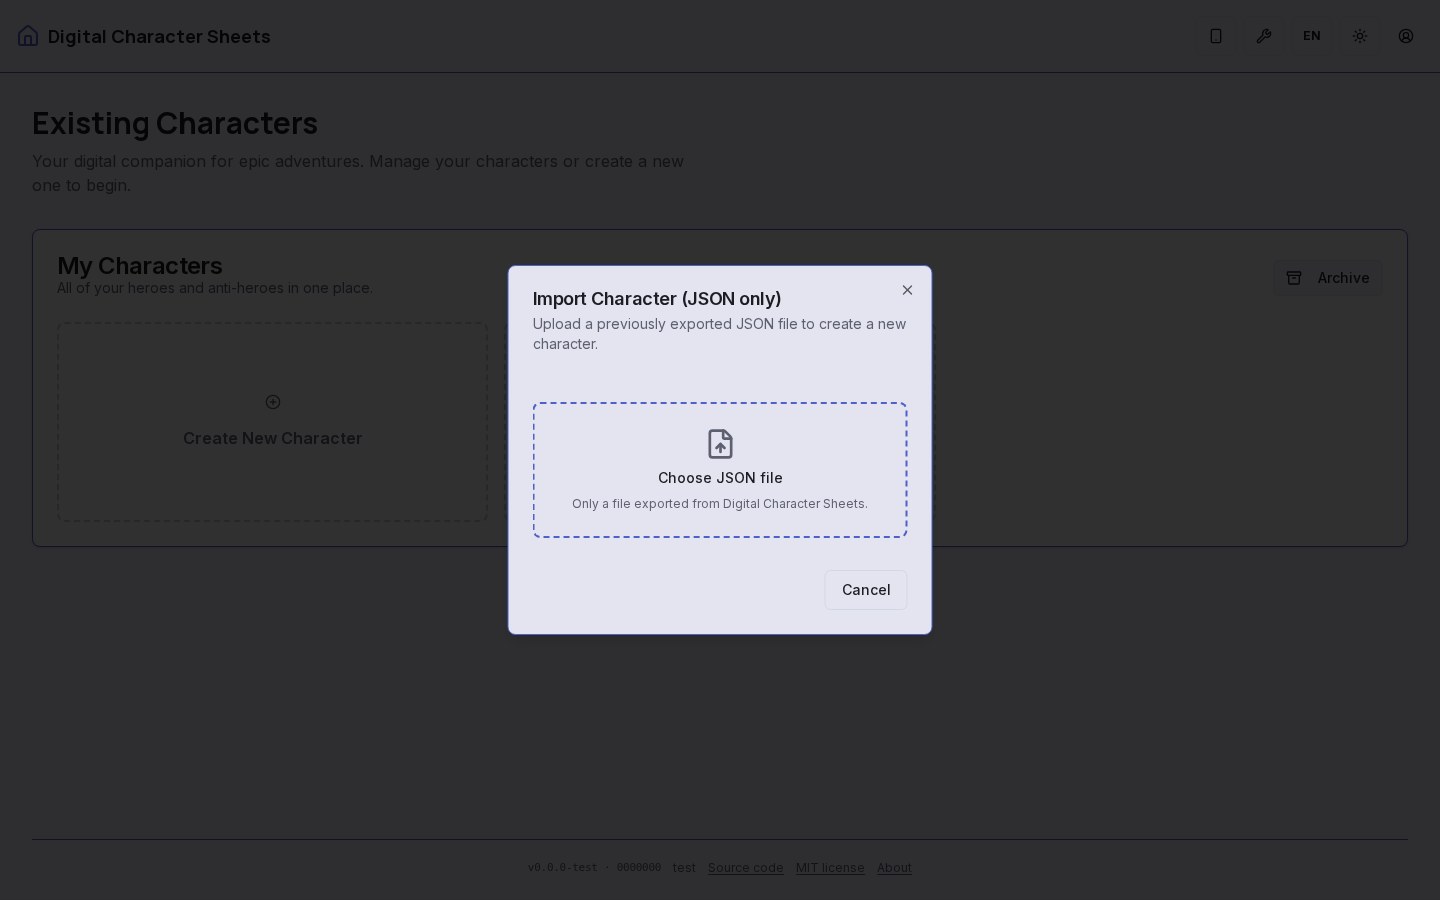 Digital Character Sheets
EN
Existing Characters
Your digital companion for epic adventures. Manage your characters or create a new
one to begin.
My Characters
All of your heroes and anti-heroes in one place.
Archive
Create New Character
Import Character (JSON only)
Upload a previously exported JSON file to create a new
character.
Choose JSON file
Only a file exported from Digital Character Sheets.
Cancel
v0.0.0-test · 0000000 test Source code MIT license About